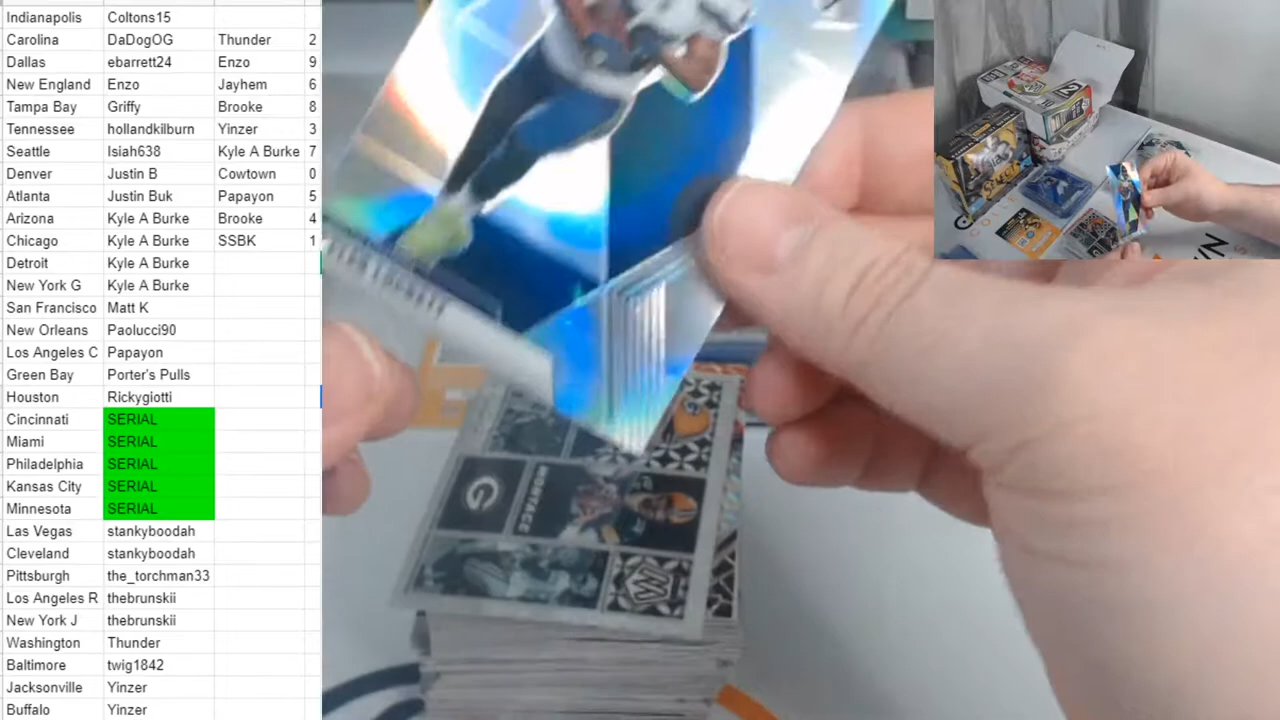 Indianapolis Coltons15
Carolina DaDogOG Thunder 2
Dallas ebarrett24 Enzo 9
New England Enzo Jayhem 6
Tampa Bay Griffy Brooke 8
Tennessee hollandkilburn Yinzer 3
Seattle Isiah638 Kyle A Burke 7
Denver Justin B Cowtown 0
Atlanta Justin Buk Papayon 5
Arizona Kyle A Burke Brooke 4
Chicago Kyle A Burke SSBK 1
Detroit Kyle A Burke
New York G Kyle A Burke
San Francisco Matt K
New Orleans Paolucci90
Los Angeles C Papayon
Green Bay Porter's Pulls
Houston Rickygiotti
Cincinnati SERIAL
Miami SERIAL
Philadelphia SERIAL
Kansas City SERIAL
Minnesota SERIAL
Las Vegas stankyboodah
Cleveland stankyboodah
Pittsburgh the_torchman33
Los Angeles R thebrunskii
New York J thebrunskii
Washington Thunder
Baltimore twig1842
Jacksonville Yinzer
Buffalo Yinzer
G
MONTAGE